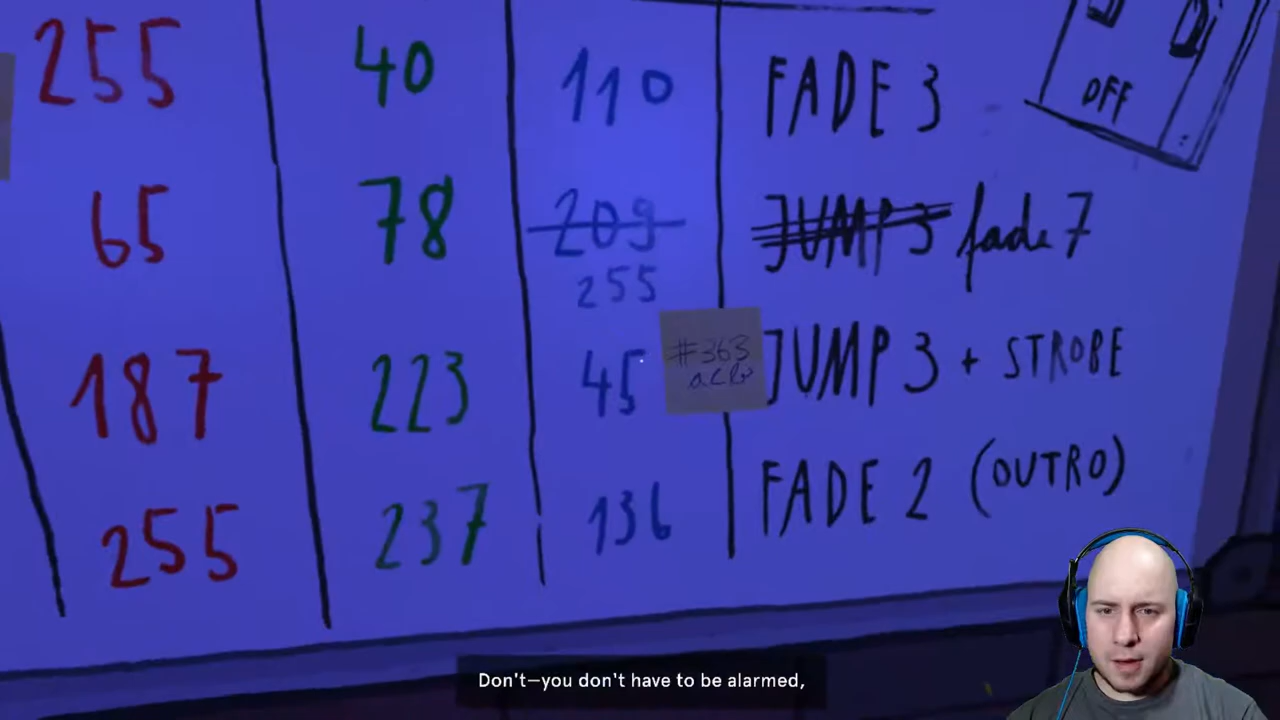 255 40 110 FADE 3
OFF
65 78 209 JUMP 3 fade 7
255
187 223 45 #363 JUMP 3 + STROBE
255 237 136 FADE 2 (OUTRO)
Don't—you don't have to be alarmed,